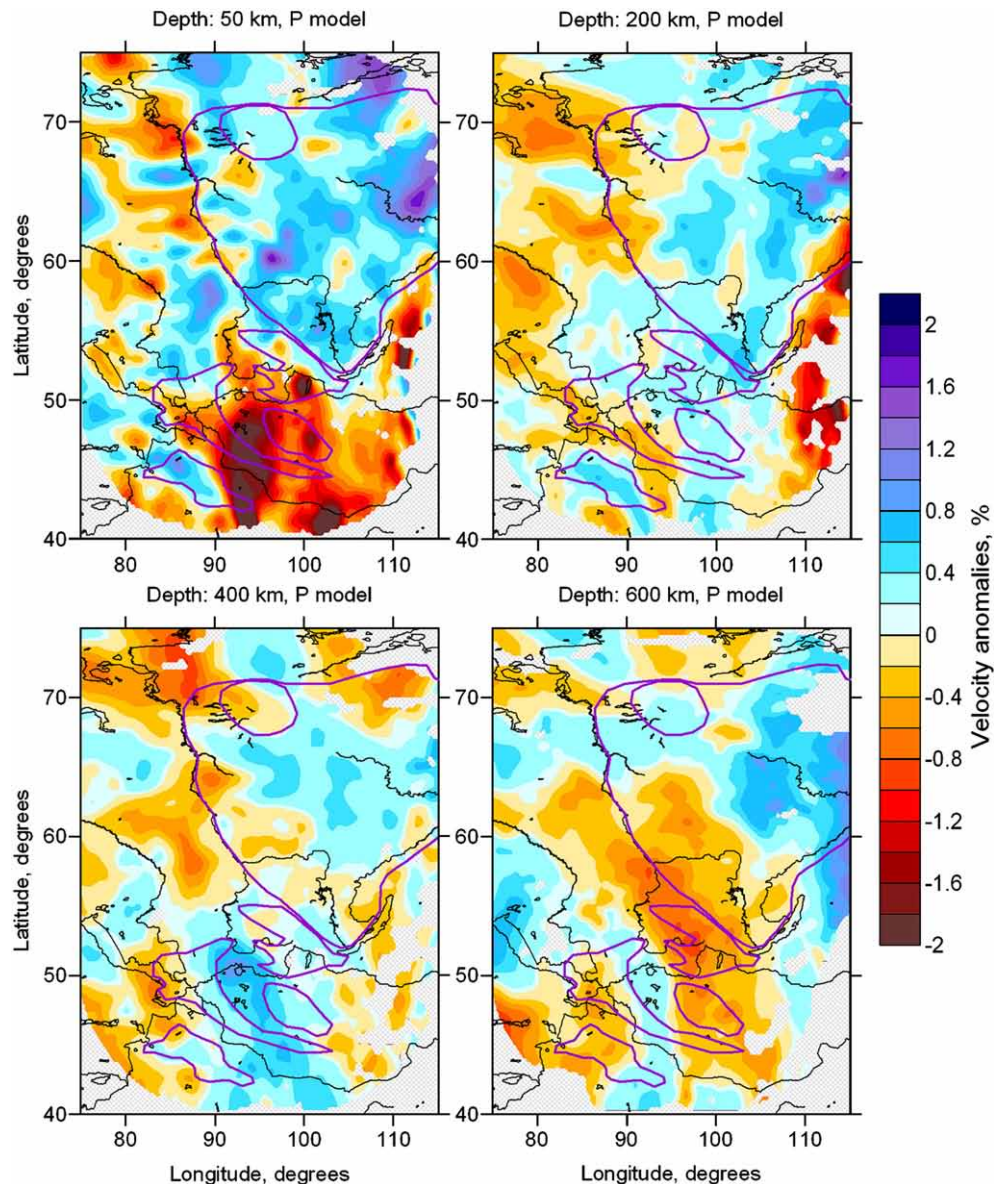 Depth: 50 km, P model
Depth: 200 km, P model
70
60
50
40
Latitude, degrees
80 90 100 110
40
50
60
70
80 90 100 110
Depth: 400 km, P model
Depth: 600 km, P model
70
60
50
40
Latitude, degrees
80 90 100 110
Longitude, degrees
70
60
50
40
80 90 100 110
Longitude, degrees
2
1.6
1.2
0.8
0.4
0
-0.4
-0.8
-1.2
-1.6
-2
Velocity anomalies, %